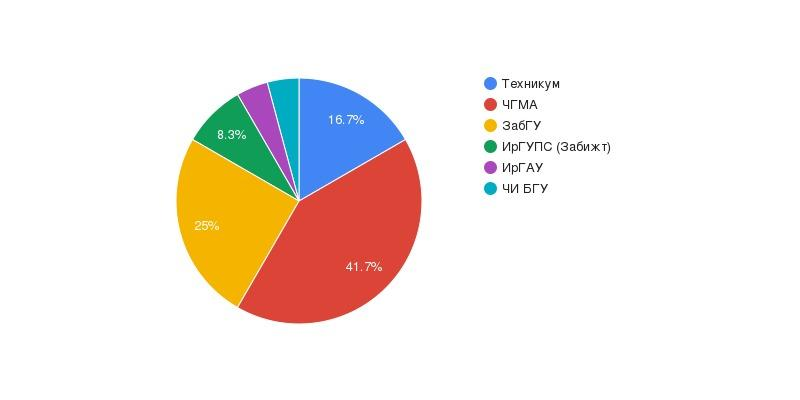 16.7%
41.7%
25%
8.3%
Техникум
ЧГМА
ЗабГУ
ИрГУПС (Забижт)
ИрГАУ
ЧИ БГУ